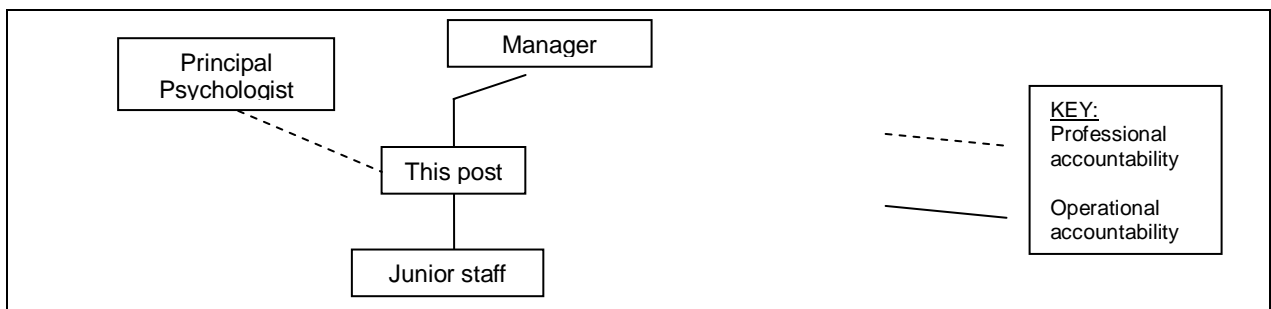 Manager
Principal
Psychologist
This post
Junior staff
KEY:
Professional
accountability
Operational
accountability